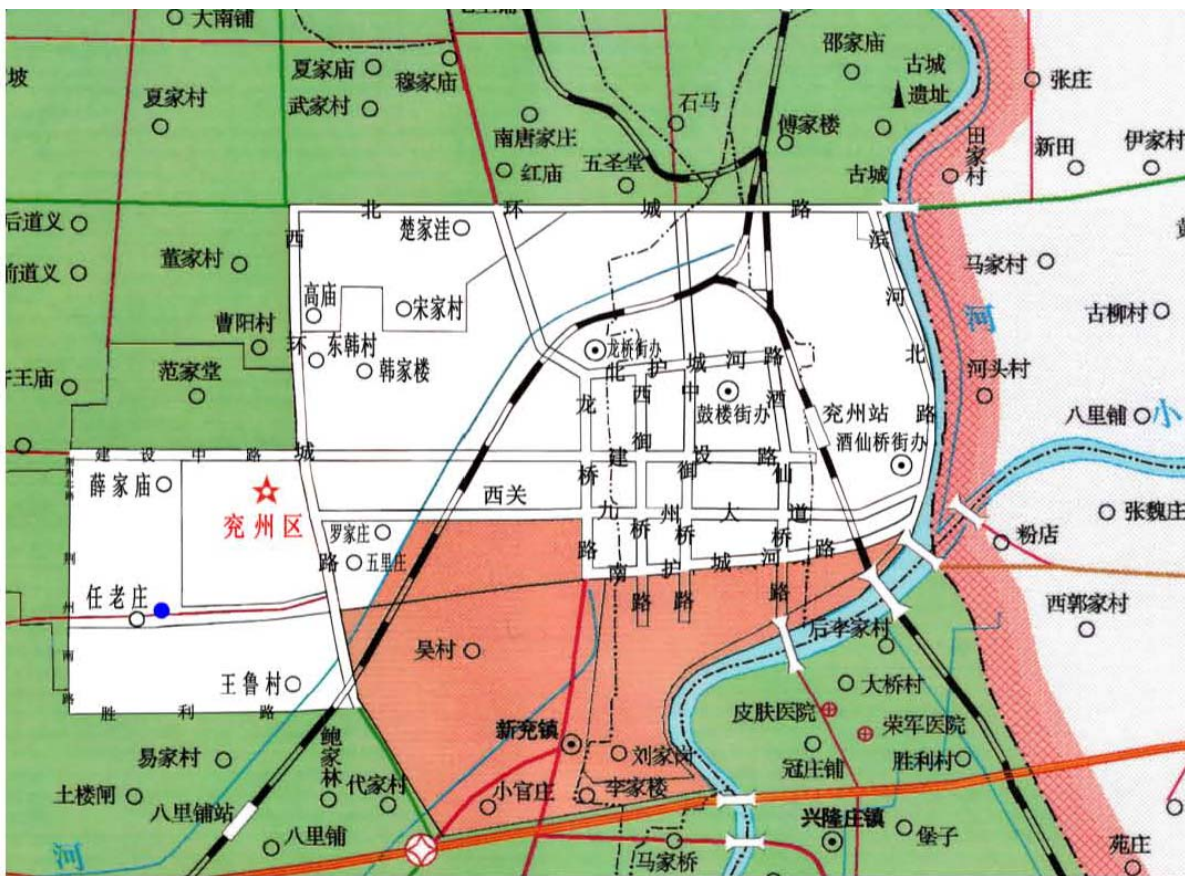 大南铺
夏家庙
穆家庙
邵家庙
古城
遗址
张庄
坡
夏家村
武家村
南唐家庄
石马
傅家楼
田家村
新田
伊家村
红庙
五圣堂
古城
北环城路
后道义
楚家洼
滨河北路
前道义
董家村
西环城路
马家村
高庙
宋家村
河
古柳村
曹阳村
东韩村
韩家楼
龙桥街办
北护城河路
王庙
范家堂
河头村
鼓楼街办
兖州站
八里铺
小
酒仙桥街办
建设中路
龙桥路
西御桥路
中御桥路
酒仙桥路
建设路
薛家庙
兖州区
西关
九州大道
荆州北路
张魏庄
罗家庄
五里庄
粉店
南护城河路
任老庄
荆州南路
西郭家村
后李家村
吴村
王鲁村
大桥村
胜利路
皮肤医院
荣军医院
新兖镇
鲍家林
易家村
刘家岗
冠庄铺
胜利村
土楼闸
代家村
小官庄
李家楼
八里铺站
兴隆庄镇
八里铺
堡子
河
马家桥
苑庄